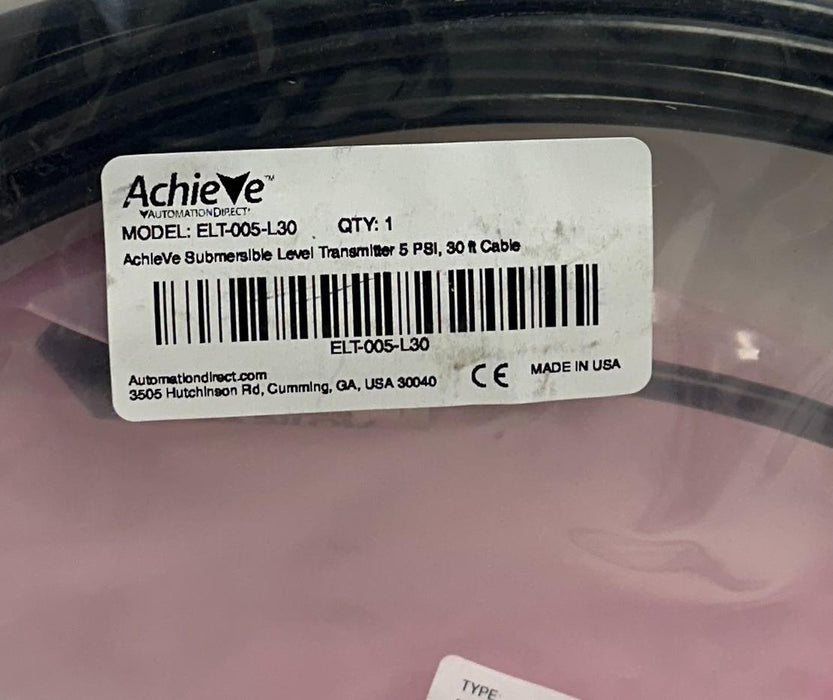 AchieVe™
AUTOMATIONDIRECT
MODEL: ELT-005-L30 QTY: 1
AchieVe Submersible Level Transmitter 5 PSI, 30 ft Cable
ELT-005-L30
Automationdirect.com
3505 Hutchinson Rd, Cumming, GA, USA 30040
CE MADE IN USA
TYPE